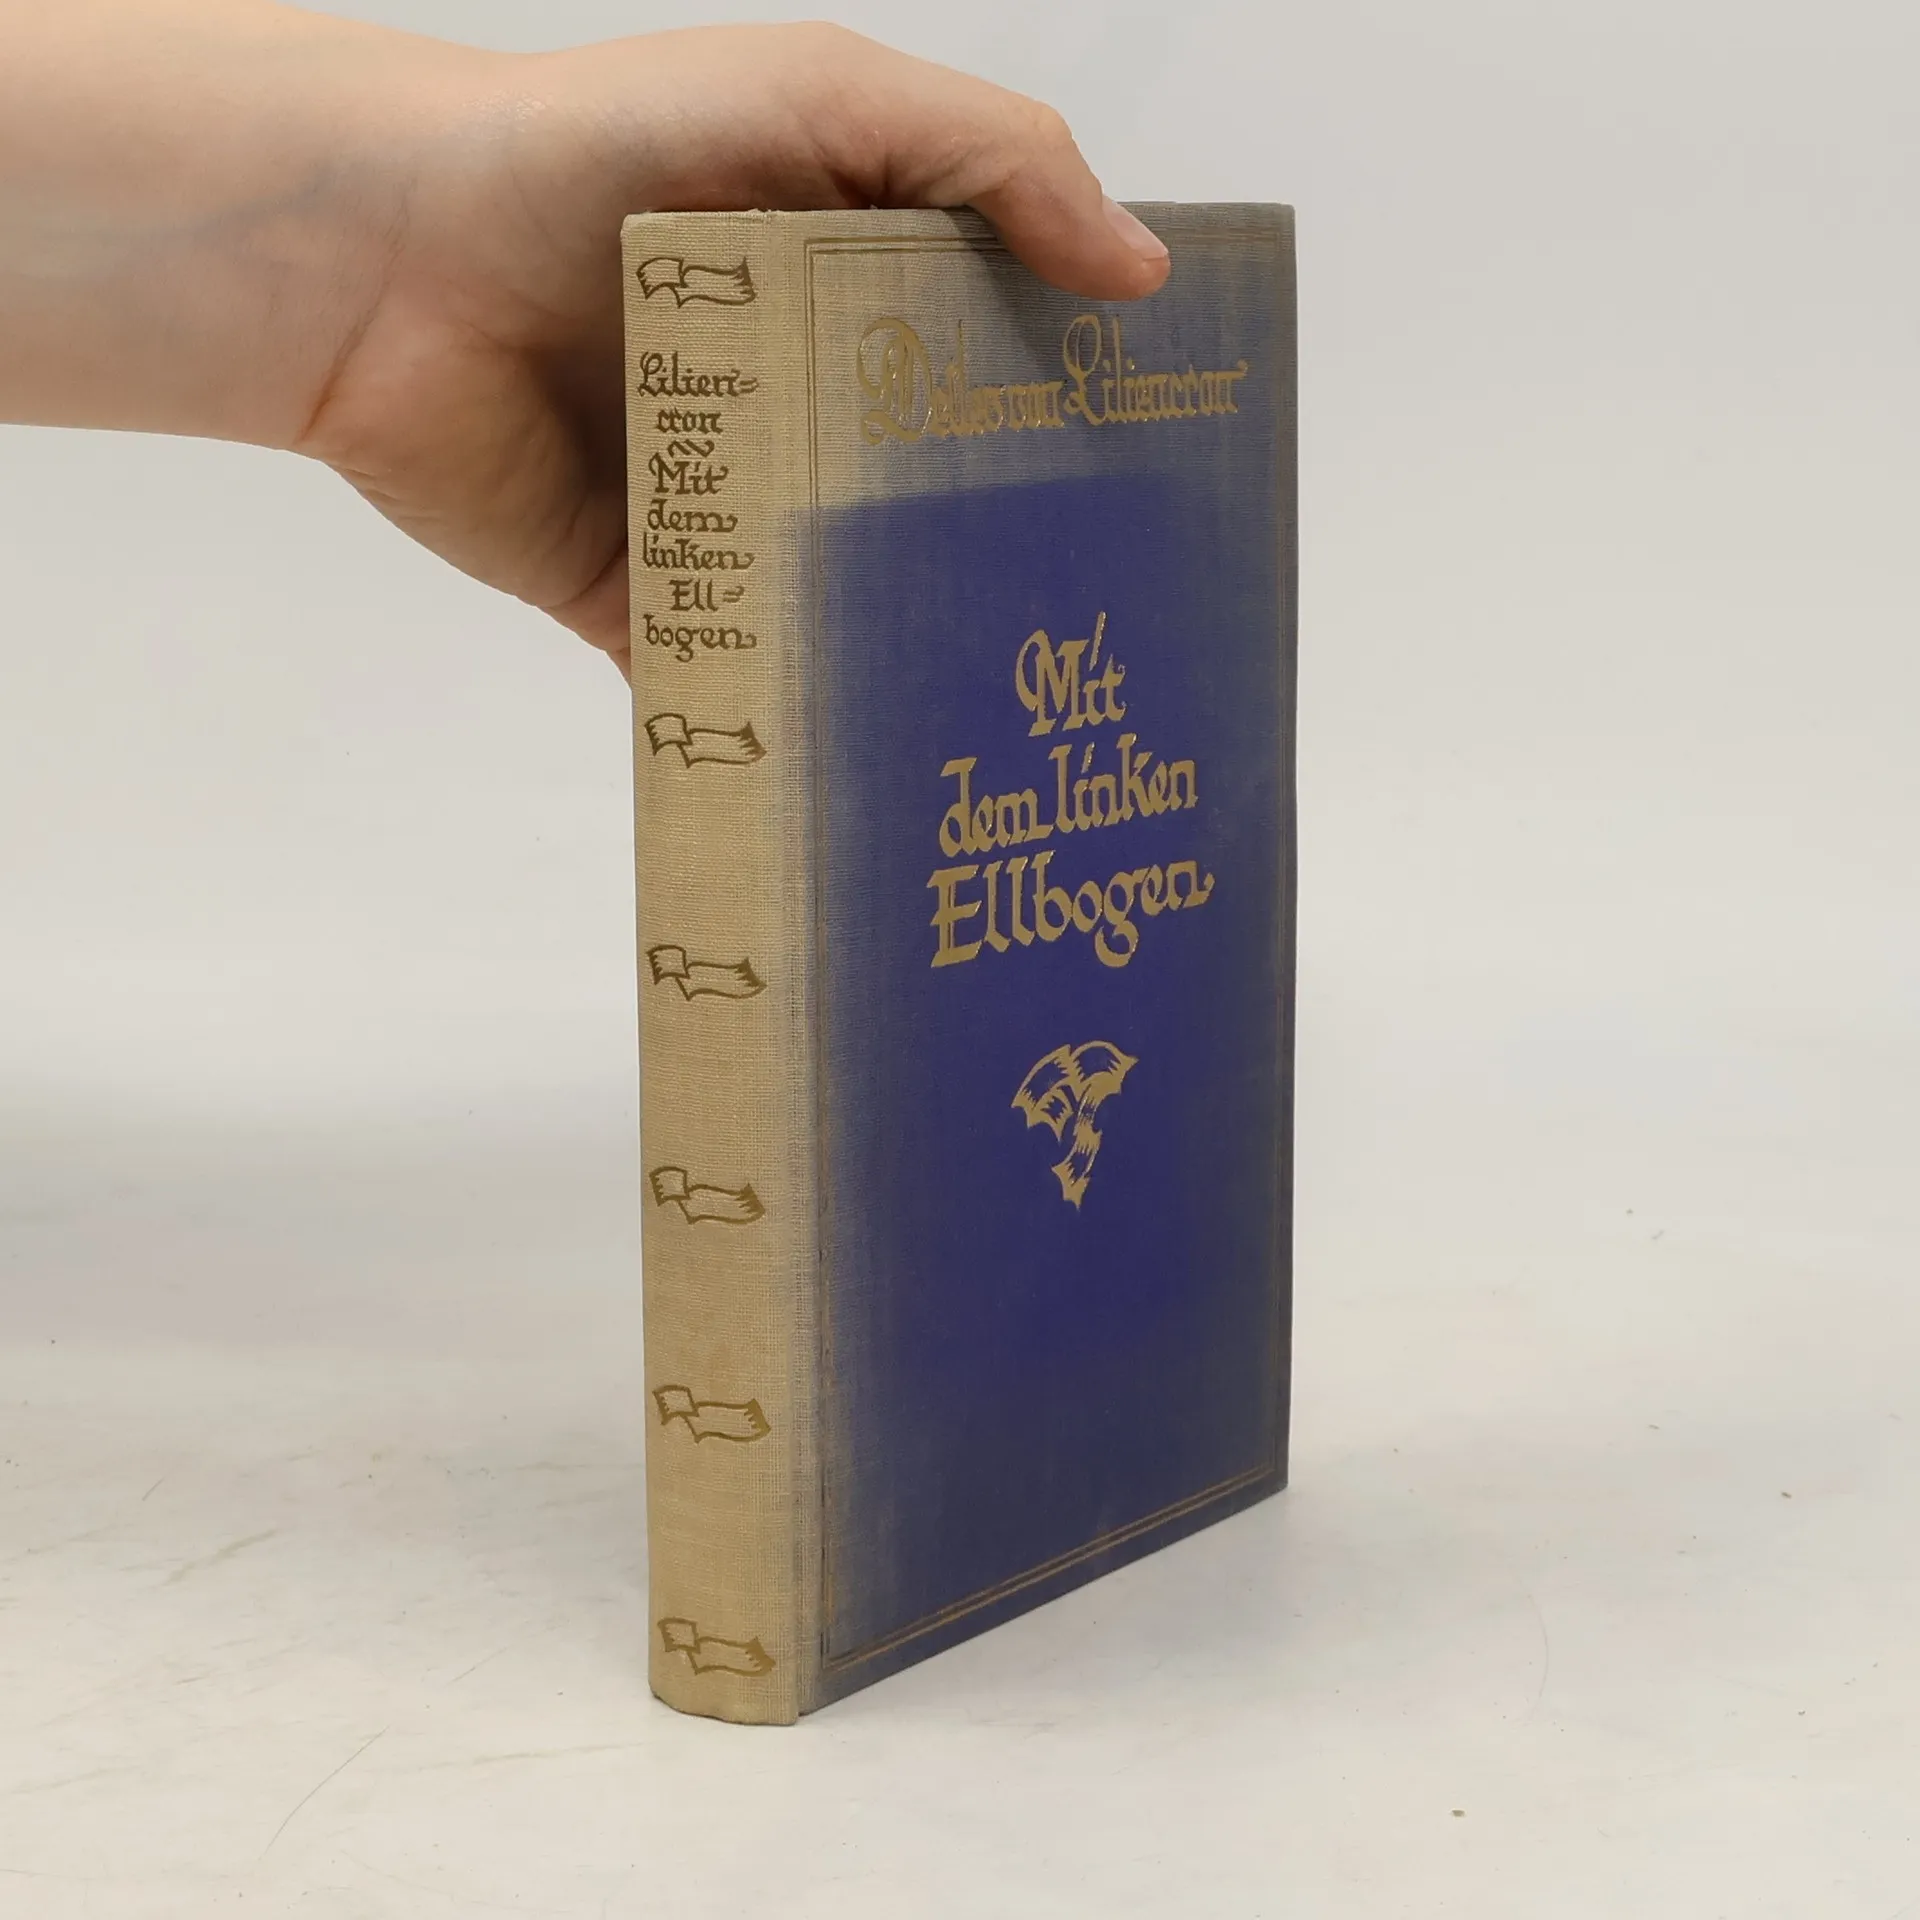 Lilien=
cron
Mit
dem
linken
Ell=
bogen
Detlev von Liliencron
Mit
dem linken
Ellbogen